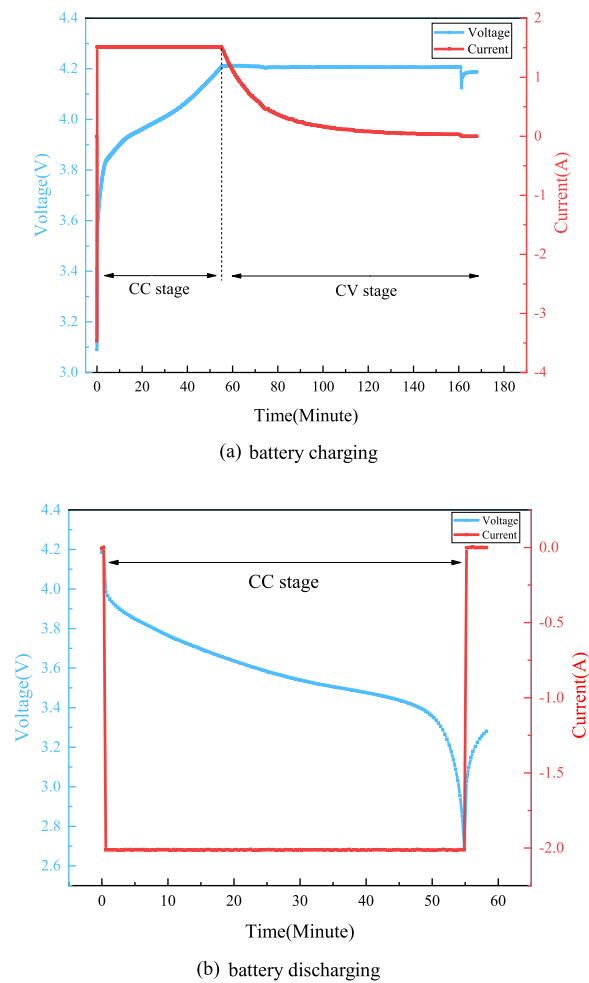 4.4
4.2
4.0
3.8
3.6
3.4
3.2
3.0
Voltage(V)
2
1
0
-1
-2
-3
-4
Current(A)
Voltage
Current
CC stage
CV stage
0 20 40 60 80 100 120 140 160 180
Time(Minute)
(a) battery charging
4.4
4.2
4.0
3.8
3.6
3.4
3.2
3.0
2.8
2.6
Voltage(V)
0.0
-0.5
-1.0
-1.5
-2.0
Current(A)
Voltage
Current
CC stage
0 10 20 30 40 50 60
Time(Minute)
(b) battery discharging